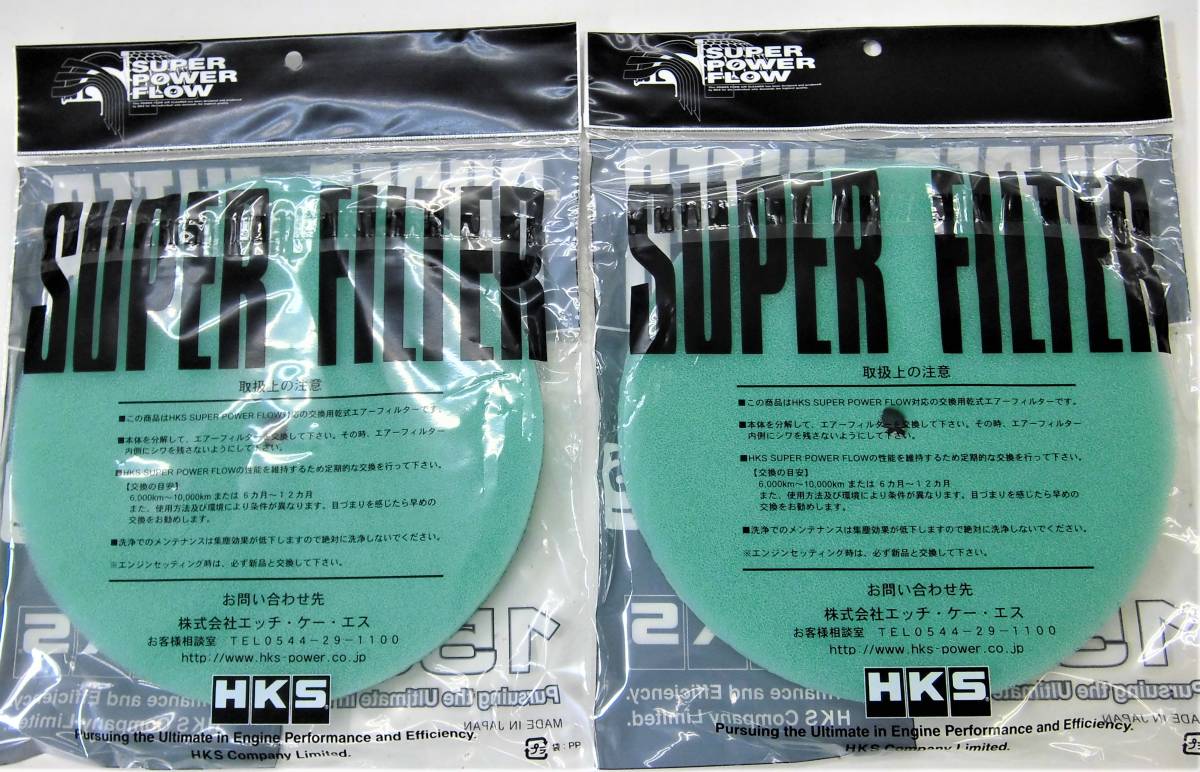 SUPER
POWER
FLOW
SUPER FILTER
取扱上の注意
■この商品はHKS SUPER POWER FLOW対応の交換用乾式エアーフィルターです。
■本体を分解して、エアーフィルターを交換して下さい。その時、エアーフィルター
内側にシワを残さないようにして下さい。
■HKS SUPER POWER FLOWの性能を維持するため定期的な交換を行って下さい。
【交換の目安】
6,000km〜10,000km または 6カ月〜12カ月
また、使用方法及び環境により条件が異なります。目づまりを感じたら早めの
交換をお勧めします。
■洗浄でのメンテナンスは集塵効果が低下しますので絶対に洗浄しないでください。
※エンジンセッティング時は、必ず新品と交換して下さい。
お問い合わせ先
株式会社エッチ・ケー・エス
お客様相談室 TEL0544-29-1100
http://www.hks-power.co.jp
HKS
Pursuing the Ultimate in Engine Performance and Efficiency.
HKS Company Limited.
MADE IN JAPAN
プラ 袋:PP
SUPER
POWER
FLOW
SUPER FILTER
取扱上の注意
■この商品はHKS SUPER POWER FLOW対応の交換用乾式エアーフィルターです。
■本体を分解して、エアーフィルターを交換して下さい。その時、エアーフィルター
内側にシワを残さないようにして下さい。
■HKS SUPER POWER FLOWの性能を維持するため定期的な交換を行って下さい。
【交換の目安】
6,000km〜10,000km または 6カ月〜12カ月
また、使用方法及び環境により条件が異なります。目づまりを感じたら早めの
交換をお勧めします。
■洗浄でのメンテナンスは集塵効果が低下しますので絶対に洗浄しないでください。
※エンジンセッティング時は、必ず新品と交換して下さい。
お問い合わせ先
株式会社エッチ・ケー・エス
お客様相談室 TEL0544-29-1100
http://www.hks-power.co.jp
HKS
Pursuing the Ultimate in Engine Performance and Efficiency.
HKS Company Limited.
MADE IN JAPAN